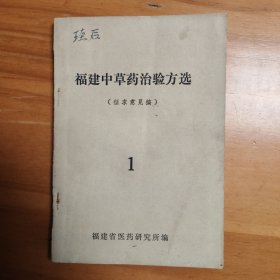 福建中草药治验方选
（征求意见稿）
1
福建省医药研究所编